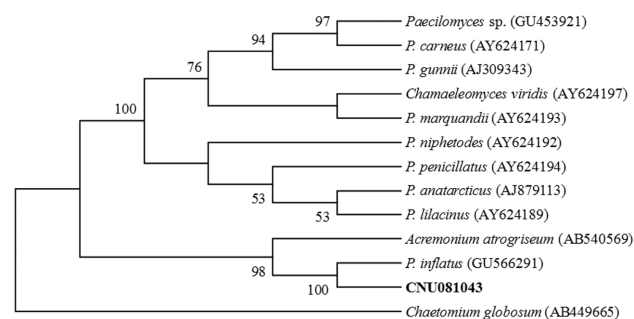 97
Paecilomyces sp. (GU453921)
94
P. carneus (AY624171)
76
P. gunnii (AJ309343)
Chamaeleomyces viridis (AY624197)
100
P. marquandii (AY624193)
P. niphetodes (AY624192)
P. penicillatus (AY624194)
53
P. anatarcticus (AJ879113)
53
P. lilacinus (AY624189)
Acremonium atrogriseum (AB540569)
98
P. inflatus (GU566291)
100
CNU081043
Chaetomium globosum (AB449665)